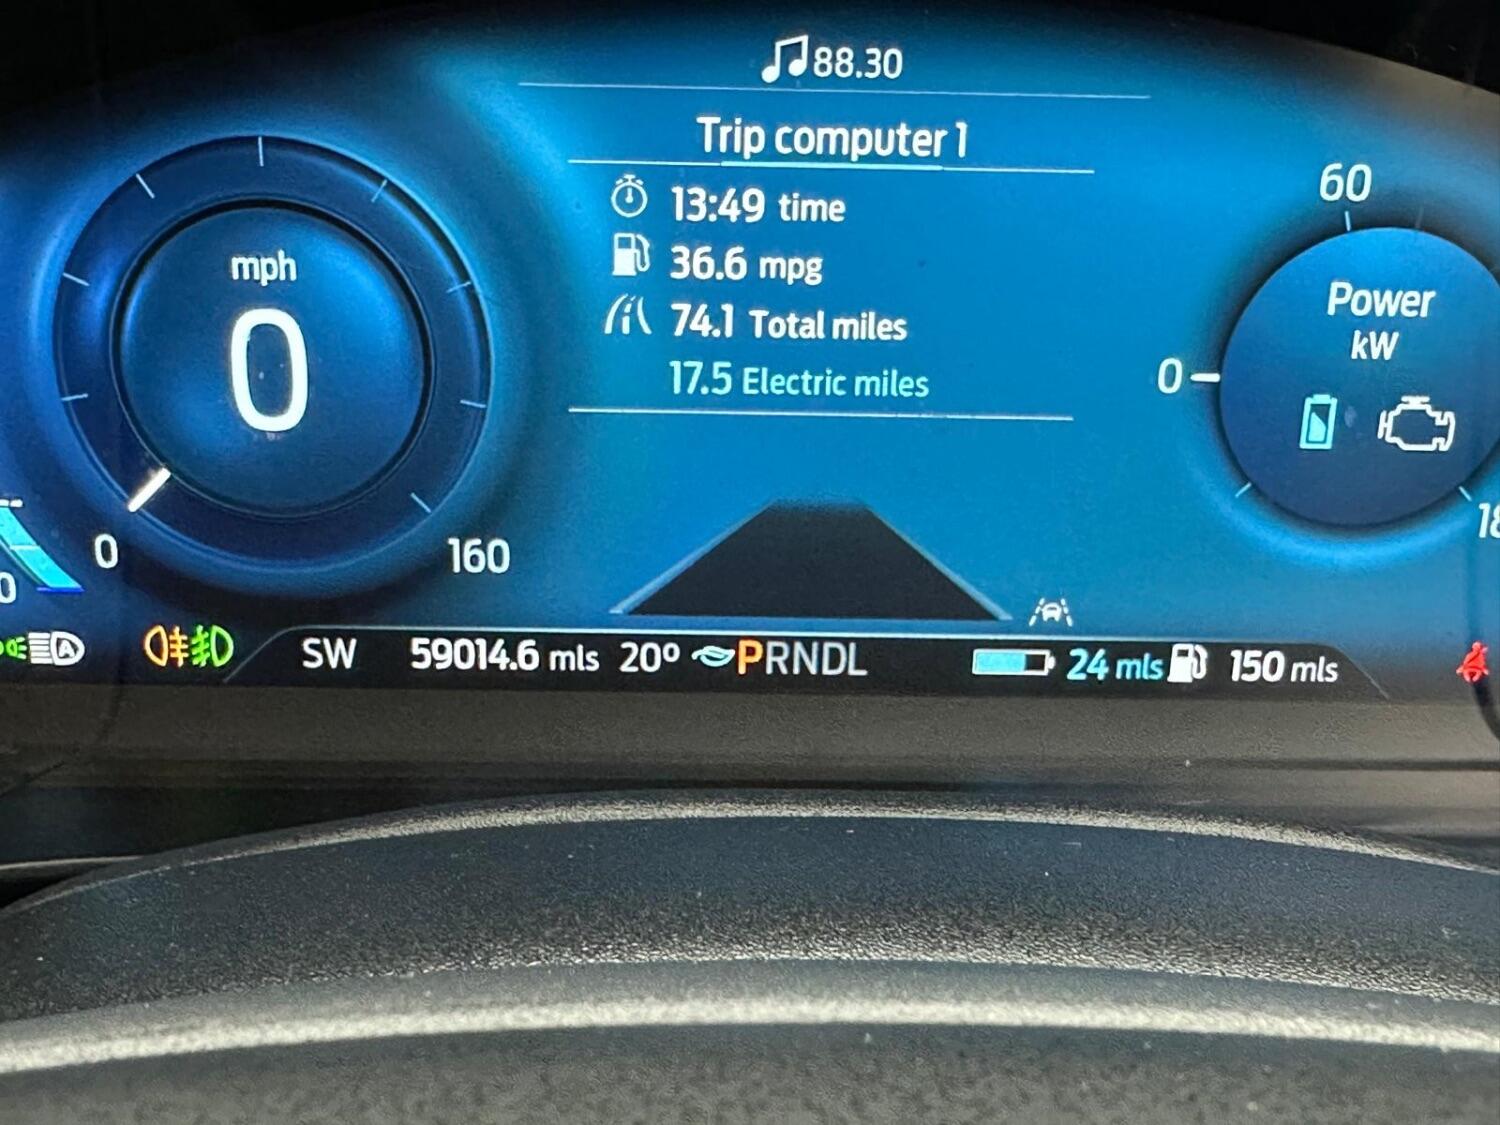 88.30
Trip computer 1
13:49 time
36.6 mpg
74.1 Total miles
17.5 Electric miles
mph
0
0
160
60
Power
kW
0
0
A
SW 59014.6 mls 20° PRNDL 24 mls 150 mls